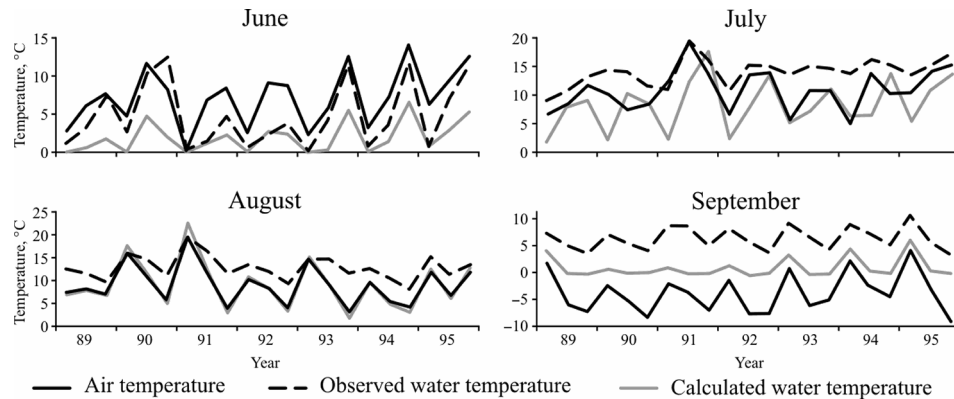 June
July
Temperature, °C
15
10
5
0
20
15
10
5
0
August
September
Temperature, °C
25
20
15
10
5
0
10
5
0
−5
−10
89 90 91 92 93 94 95
89 90 91 92 93 94 95
Year
Year
Air temperature
Observed water temperature
Calculated water temperature